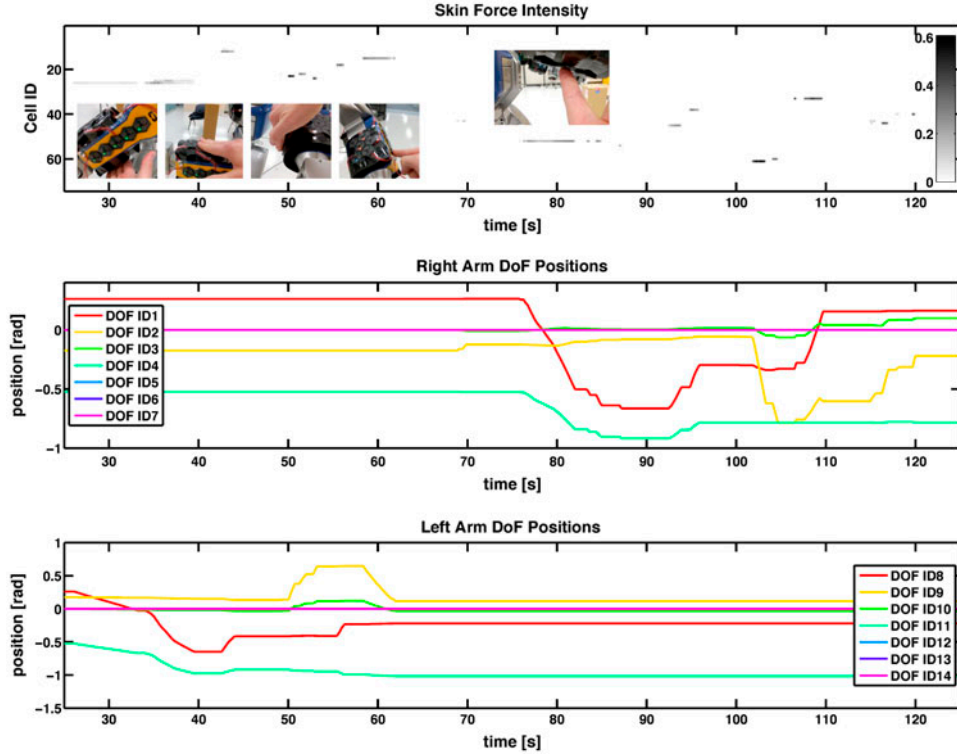 Skin Force Intensity
Cell ID
20
40
60
0.6
0.4
0.2
0
30 40 50 60 70 80 90 100 110 120
time [s]
Right Arm DoF Positions
position [rad]
0
−0.5
−1
DOF ID1
DOF ID2
DOF ID3
DOF ID4
DOF ID5
DOF ID6
DOF ID7
30 40 50 60 70 80 90 100 110 120
time [s]
Left Arm DoF Positions
position [rad]
1
0.5
0
−0.5
−1
−1.5
DOF ID8
DOF ID9
DOF ID10
DOF ID11
DOF ID12
DOF ID13
DOF ID14
30 40 50 60 70 80 90 100 110 120
time [s]